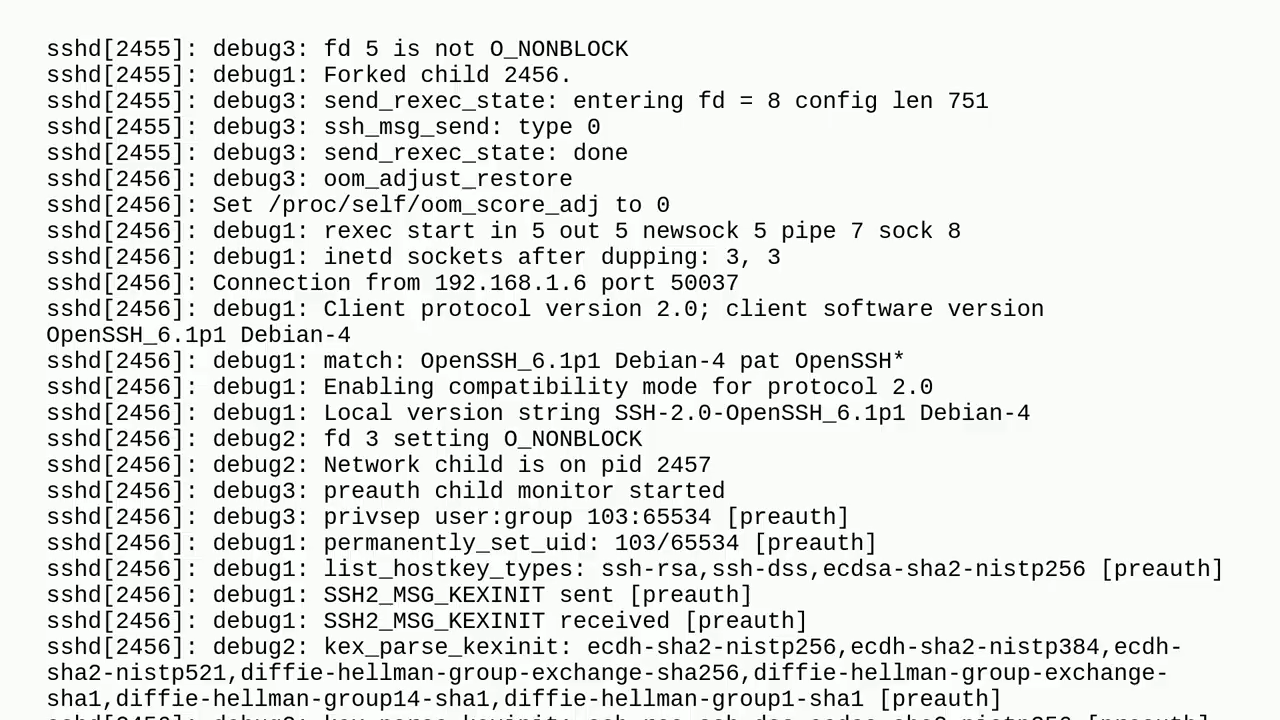 sshd[2455]: debug3: fd 5 is not O_NONBLOCK
sshd[2455]: debug1: Forked child 2456.
sshd[2455]: debug3: send_rexec_state: entering fd = 8 config len 751
sshd[2455]: debug3: ssh_msg_send: type 0
sshd[2455]: debug3: send_rexec_state: done
sshd[2456]: debug3: oom_adjust_restore
sshd[2456]: Set /proc/self/oom_score_adj to 0
sshd[2456]: debug1: rexec start in 5 out 5 newsock 5 pipe 7 sock 8
sshd[2456]: debug1: inetd sockets after dupping: 3, 3
sshd[2456]: Connection from 192.168.1.6 port 50037
sshd[2456]: debug1: Client protocol version 2.0; client software version
OpenSSH_6.1p1 Debian-4
sshd[2456]: debug1: match: OpenSSH_6.1p1 Debian-4 pat OpenSSH*
sshd[2456]: debug1: Enabling compatibility mode for protocol 2.0
sshd[2456]: debug1: Local version string SSH-2.0-OpenSSH_6.1p1 Debian-4
sshd[2456]: debug2: fd 3 setting O_NONBLOCK
sshd[2456]: debug2: Network child is on pid 2457
sshd[2456]: debug3: preauth child monitor started
sshd[2456]: debug3: privsep user:group 103:65534 [preauth]
sshd[2456]: debug1: permanently_set_uid: 103/65534 [preauth]
sshd[2456]: debug1: list_hostkey_types: ssh-rsa,ssh-dss,ecdsa-sha2-nistp256 [preauth]
sshd[2456]: debug1: SSH2_MSG_KEXINIT sent [preauth]
sshd[2456]: debug1: SSH2_MSG_KEXINIT received [preauth]
sshd[2456]: debug2: kex_parse_kexinit: ecdh-sha2-nistp256,ecdh-sha2-nistp384,ecdh-
sha2-nistp521,diffie-hellman-group-exchange-sha256,diffie-hellman-group-exchange-
sha1,diffie-hellman-group14-sha1,diffie-hellman-group1-sha1 [preauth]